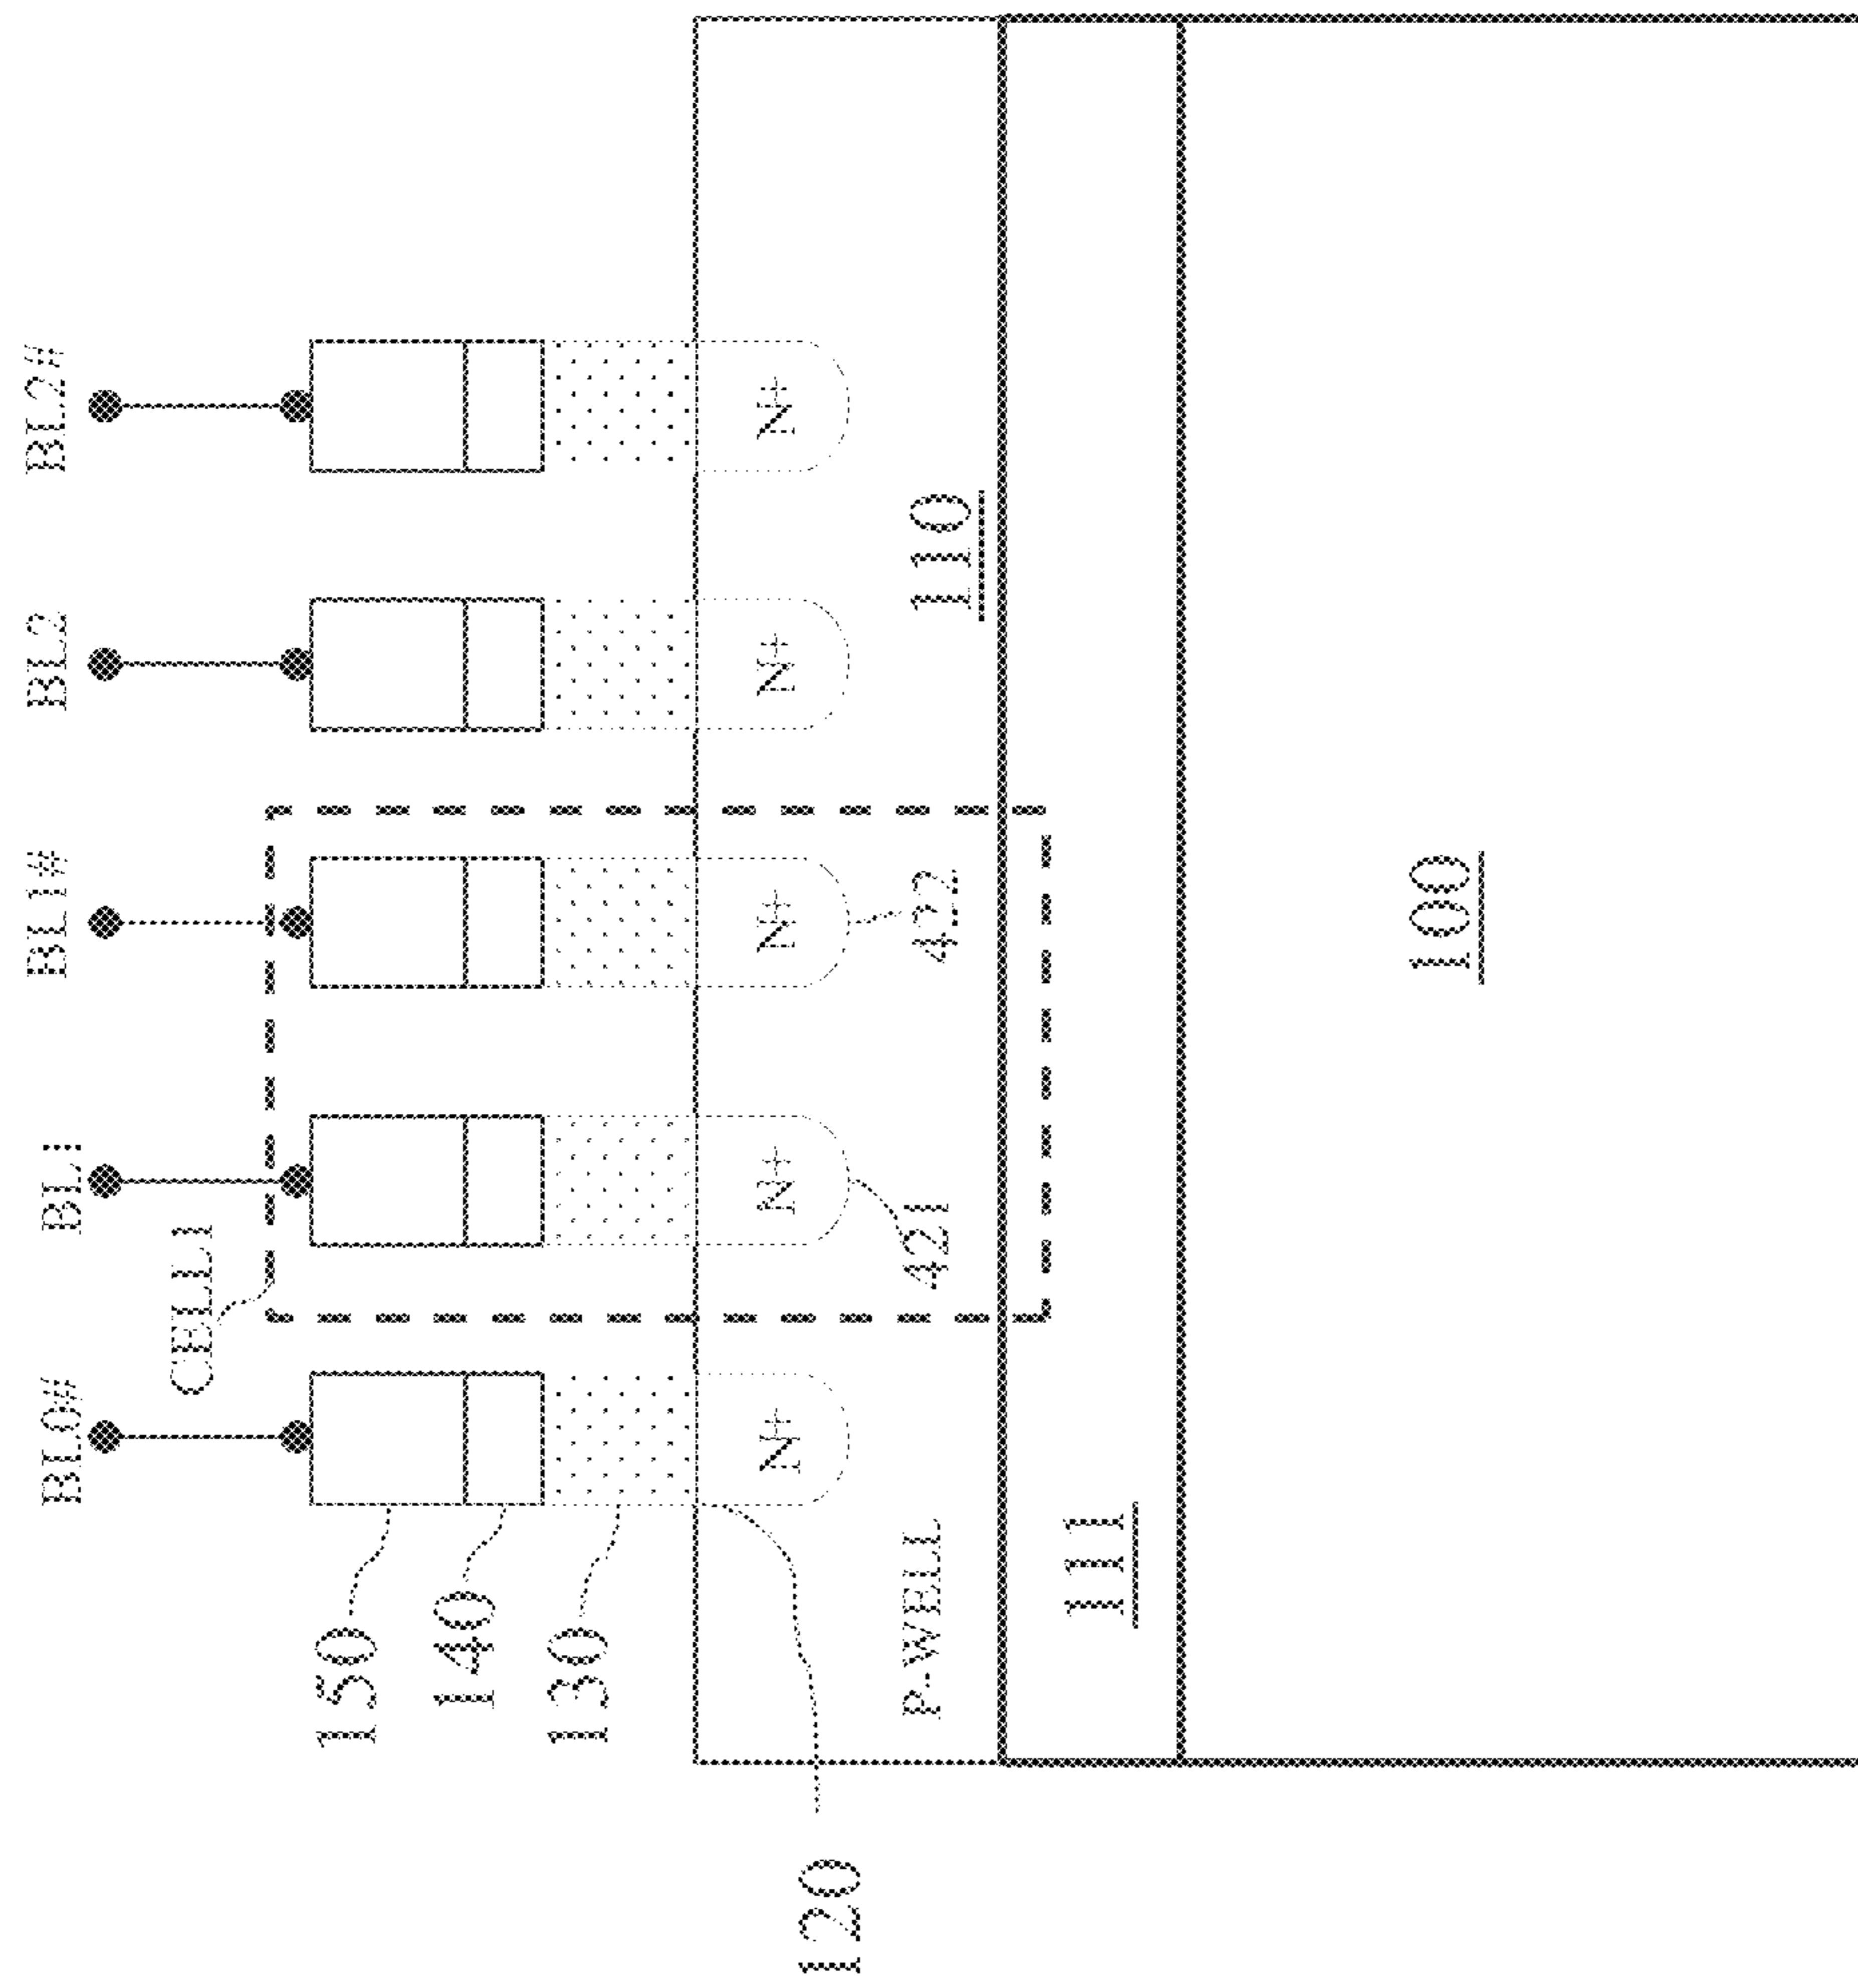 BL0#
BL1
BL1#
BL2
BL2#
CELL1
150
140
130
N+
N+
N+
N+
N+
120
P-WELL
421
422
110
111
100